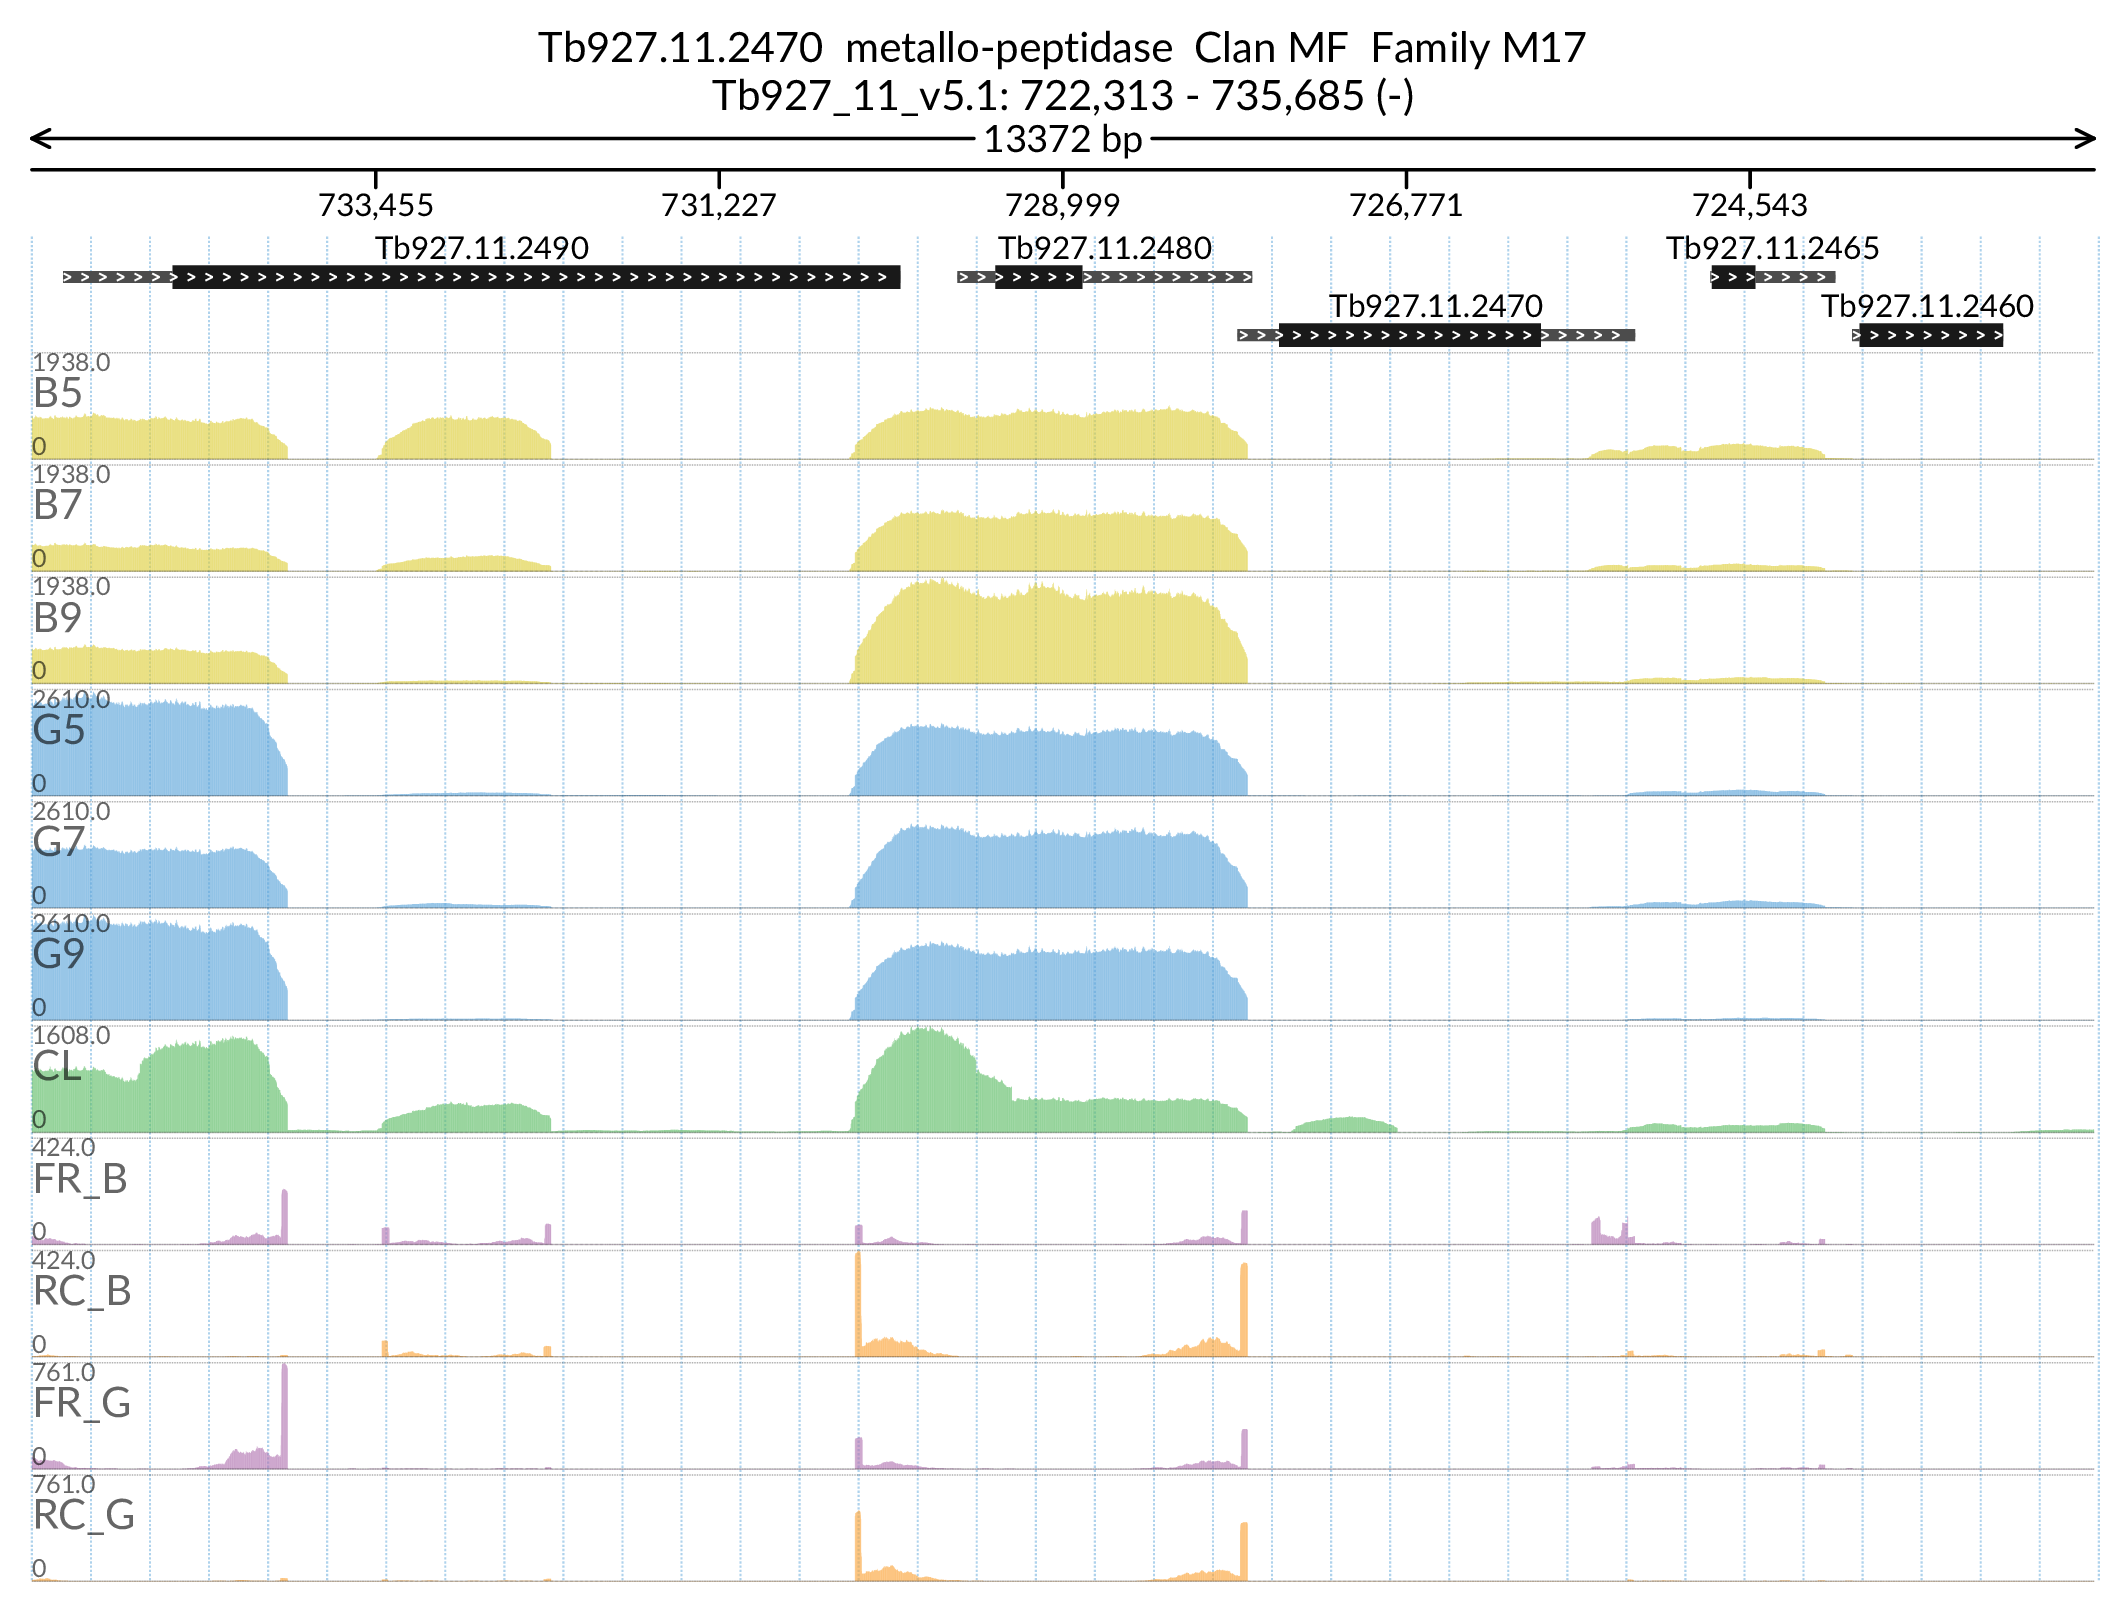 Tb927.11.2470  metallo-peptidase  Clan MF  Family M17
Tb927_11_v5.1: 722,313 - 735,685 (-)
13372 bp
733,455 731,227 728,999 726,771 724,543
Tb927.11.2490 Tb927.11.2480 Tb927.11.2465
Tb927.11.2470 Tb927.11.2460
1938.0
B5
0
1938.0
B7
0
1938.0
B9
0
2610.0
G5
0
2610.0
G7
0
2610.0
G9
0
1608.0
CL
0
424.0
FR_B
0
424.0
RC_B
0
761.0
FR_G
0
761.0
RC_G
0